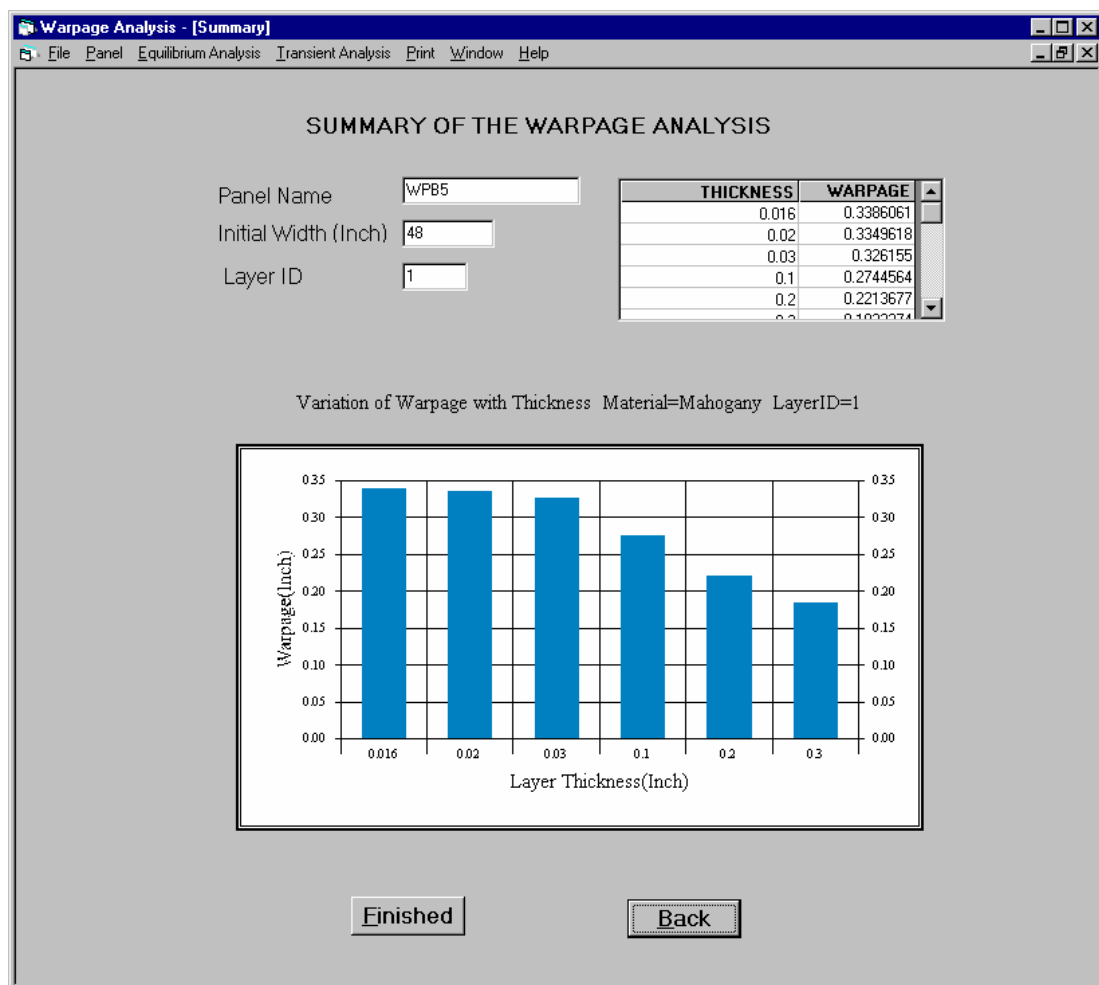 Warpage Analysis - [Summary]
File Panel Equilibrium Analysis Transient Analysis Print Window Help
SUMMARY OF THE WARPAGE ANALYSIS
Panel Name WPB5
Initial Width (Inch) 48
Layer ID 1
THICKNESS WARPAGE
0.016 0.3386061
0.02 0.3349618
0.03 0.326155
0.1 0.2744564
0.2 0.2213677
Variation of Warpage with Thickness Material=Mahogany LayerID=1
Warpage(Inch)
0.35 0.35
0.30 0.30
0.25 0.25
0.20 0.20
0.15 0.15
0.10 0.10
0.05 0.05
0.00 0.00
0.016 0.02 0.03 0.1 0.2 0.3
Layer Thickness(Inch)
Finished Back